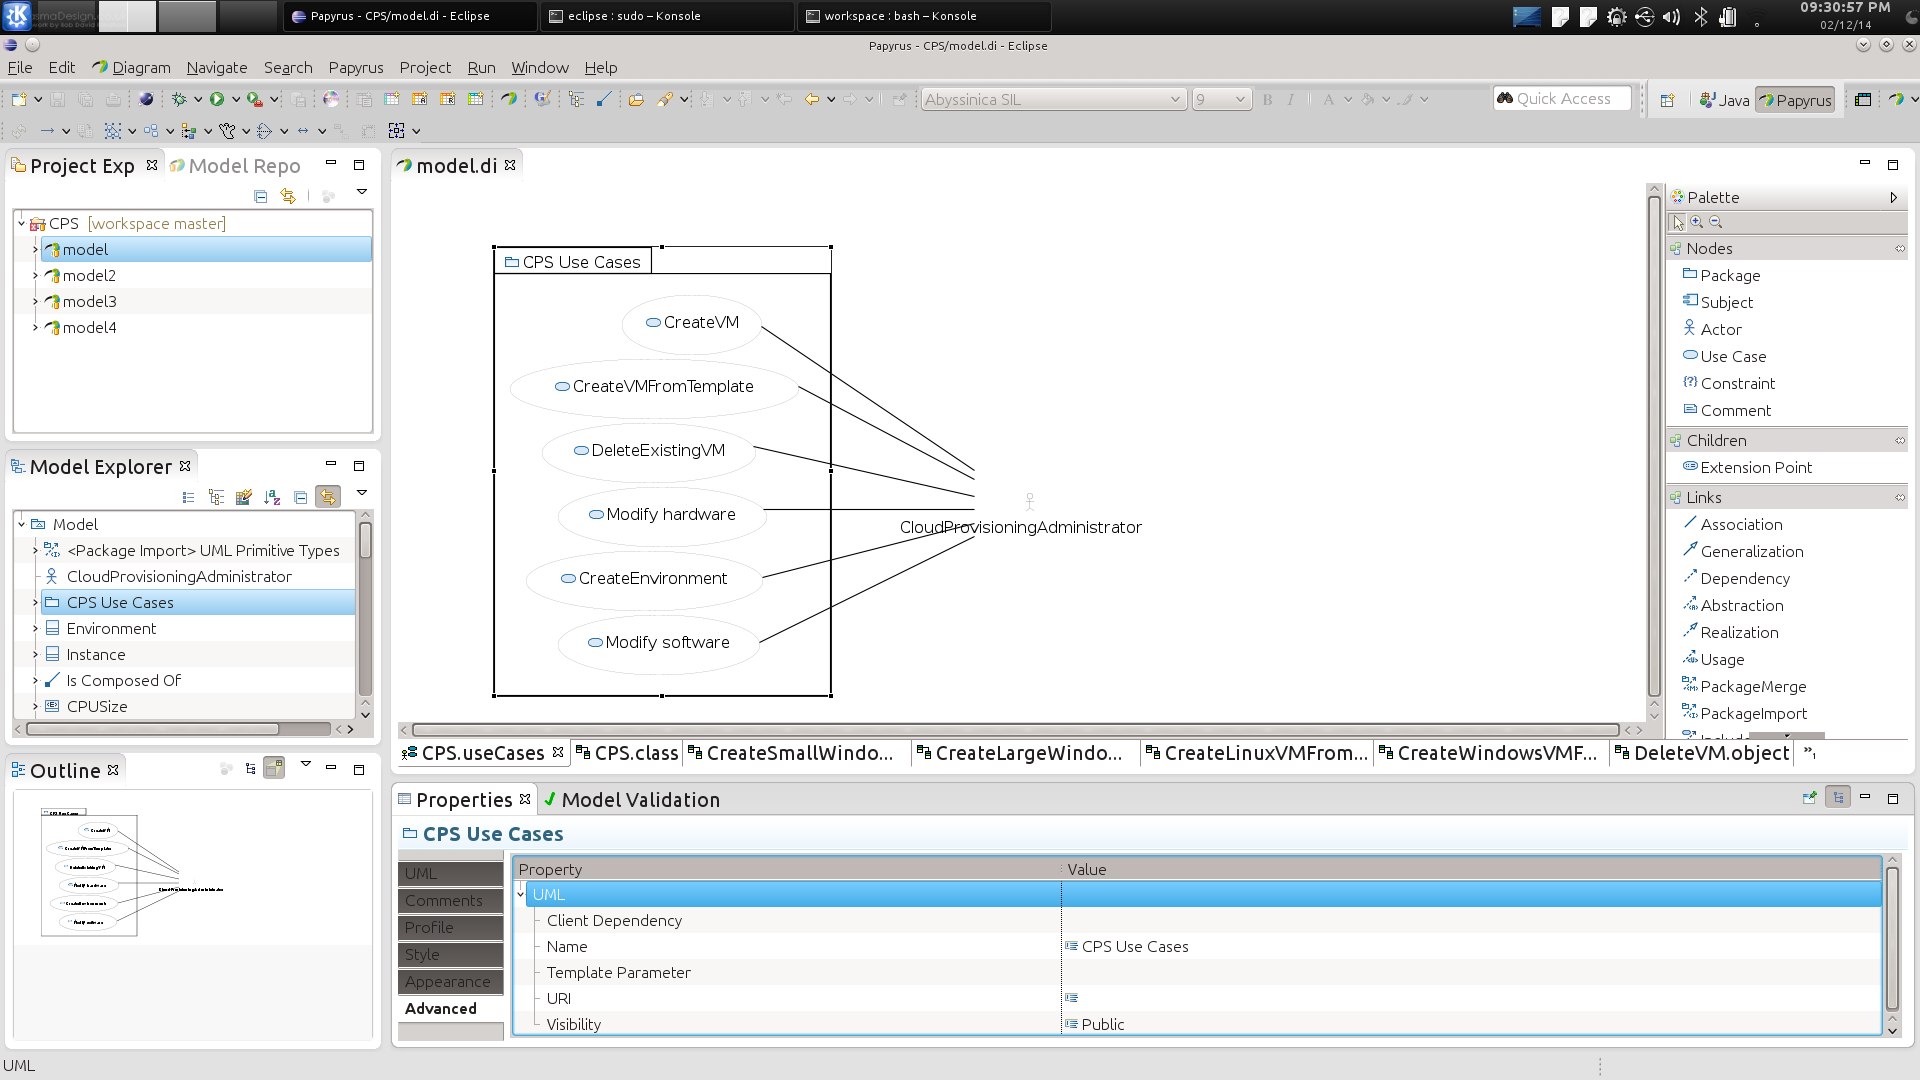 Papyrus - CPS/model.di - Eclipse
eclipse : sudo – Konsole
workspace : bash – Konsole
09:30:57 PM
02/12/14
Papyrus - CPS/model.di - Eclipse
File Edit Diagram Navigate Search Papyrus Project Run Window Help
Abyssinica SIL 9 B I A Quick Access Java Papyrus
Project Exp Model Repo
CPS [workspace master]
model
model2
model3
model4
Model Explorer
Model
<Package Import> UML Primitive Types
CloudProvisioningAdministrator
CPS Use Cases
Environment
Instance
Is Composed Of
CPUSize
Outline
model.di
CPS Use Cases
CreateVM
CreateVMFromTemplate
DeleteExistingVM
Modify hardware
CreateEnvironment
Modify software
CloudProvisioningAdministrator
Palette
Nodes
Package
Subject
Actor
Use Case
Constraint
Comment
Children
Extension Point
Links
Association
Generalization
Dependency
Abstraction
Realization
Usage
PackageMerge
PackageImport
CPS.useCases CPS.class CreateSmallWindo... CreateLargeWindo... CreateLinuxVMFrom... CreateWindowsVMF... DeleteVM.object »1
Properties Model Validation
CPS Use Cases
UML
Comments
Profile
Style
Appearance
Advanced
Property Value
UML
Client Dependency
Name CPS Use Cases
Template Parameter
URI
Visibility Public
UML